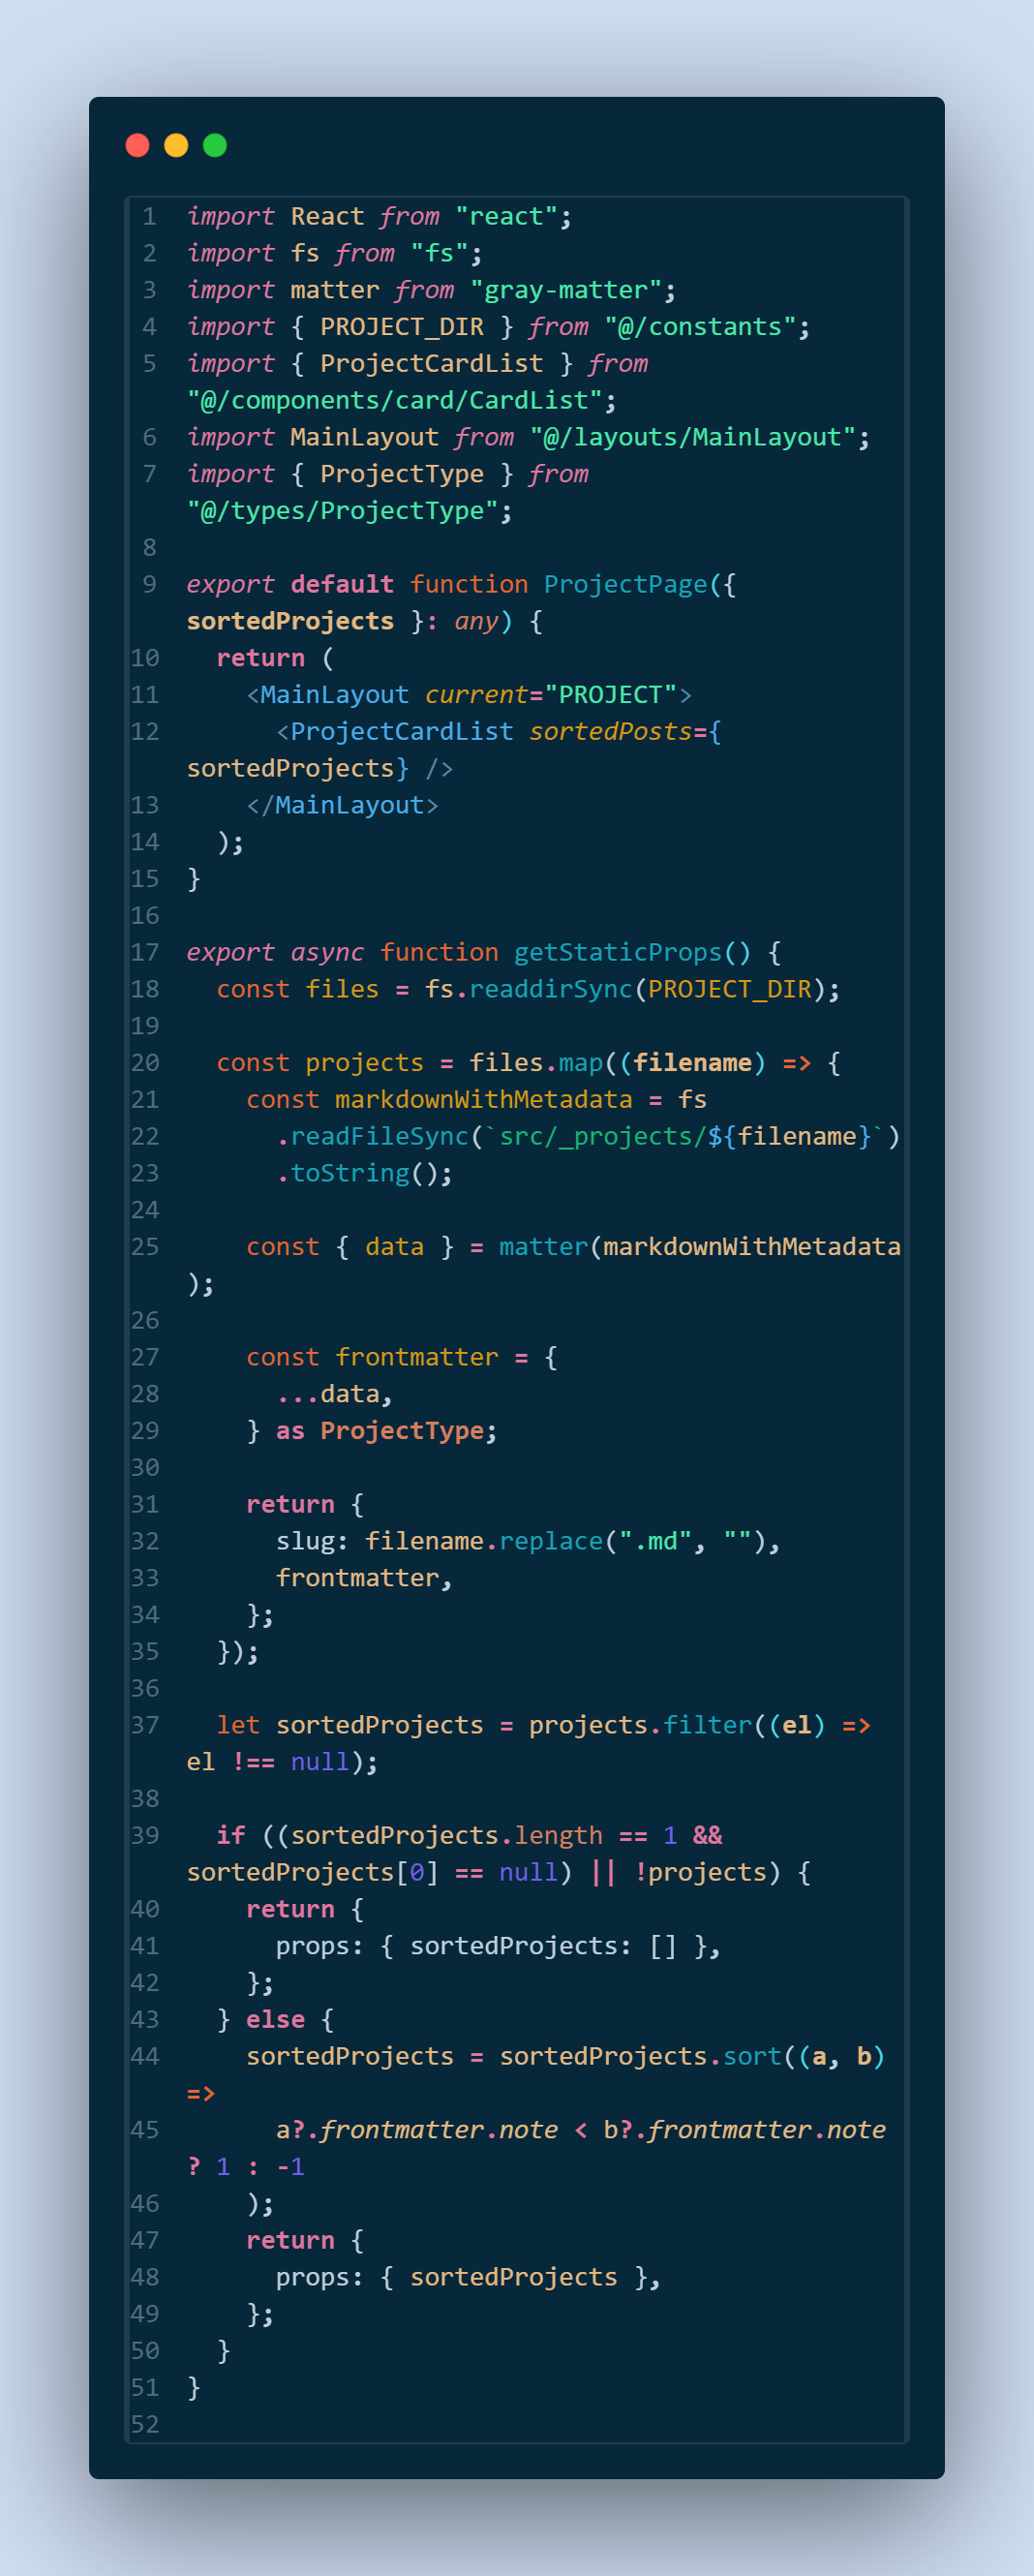 1 import React from "react";
2 import fs from "fs";
3 import matter from "gray-matter";
4 import { PROJECT_DIR } from "@/constants";
5 import { ProjectCardList } from
"@/components/card/CardList";
6 import MainLayout from "@/layouts/MainLayout";
7 import { ProjectType } from
"@/types/ProjectType";
8
9 export default function ProjectPage({
sortedProjects }: any) {
10   return (
11     <MainLayout current="PROJECT">
12       <ProjectCardList sortedPosts={
sortedProjects} />
13     </MainLayout>
14   );
15 }
16
17 export async function getStaticProps() {
18   const files = fs.readdirSync(PROJECT_DIR);
19
20   const projects = files.map((filename) => {
21     const markdownWithMetadata = fs
22       .readFileSync(`src/_projects/${filename}`)
23       .toString();
24
25     const { data } = matter(markdownWithMetadata
);
26
27     const frontmatter = {
28       ...data,
29     } as ProjectType;
30
31     return {
32       slug: filename.replace(".md", ""),
33       frontmatter,
34     };
35   });
36
37   let sortedProjects = projects.filter((el) =>
el !== null);
38
39   if ((sortedProjects.length == 1 &&
sortedProjects[0] == null) || !projects) {
40     return {
41       props: { sortedProjects: [] },
42     };
43   } else {
44     sortedProjects = sortedProjects.sort((a, b)
=>
45       a?.frontmatter.note < b?.frontmatter.note
? 1 : -1
46     );
47     return {
48       props: { sortedProjects },
49     };
50   }
51 }
52